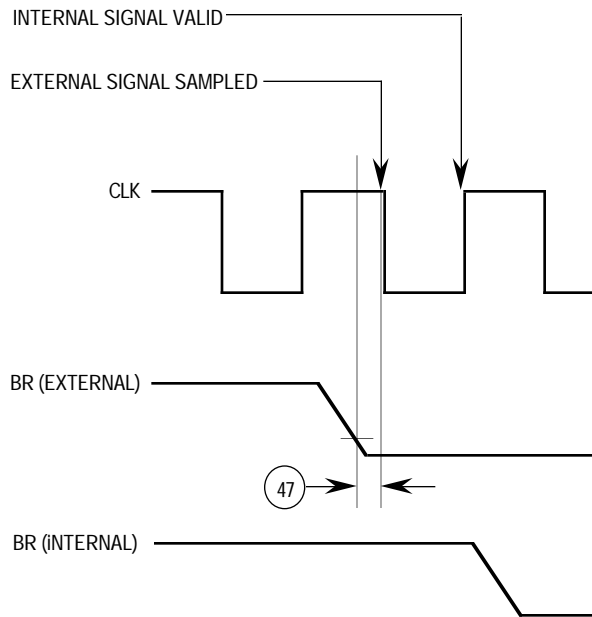 INTERNAL SIGNAL VALID
EXTERNAL SIGNAL SAMPLED
CLK
BR (EXTERNAL)
47
BR (iNTERNAL)